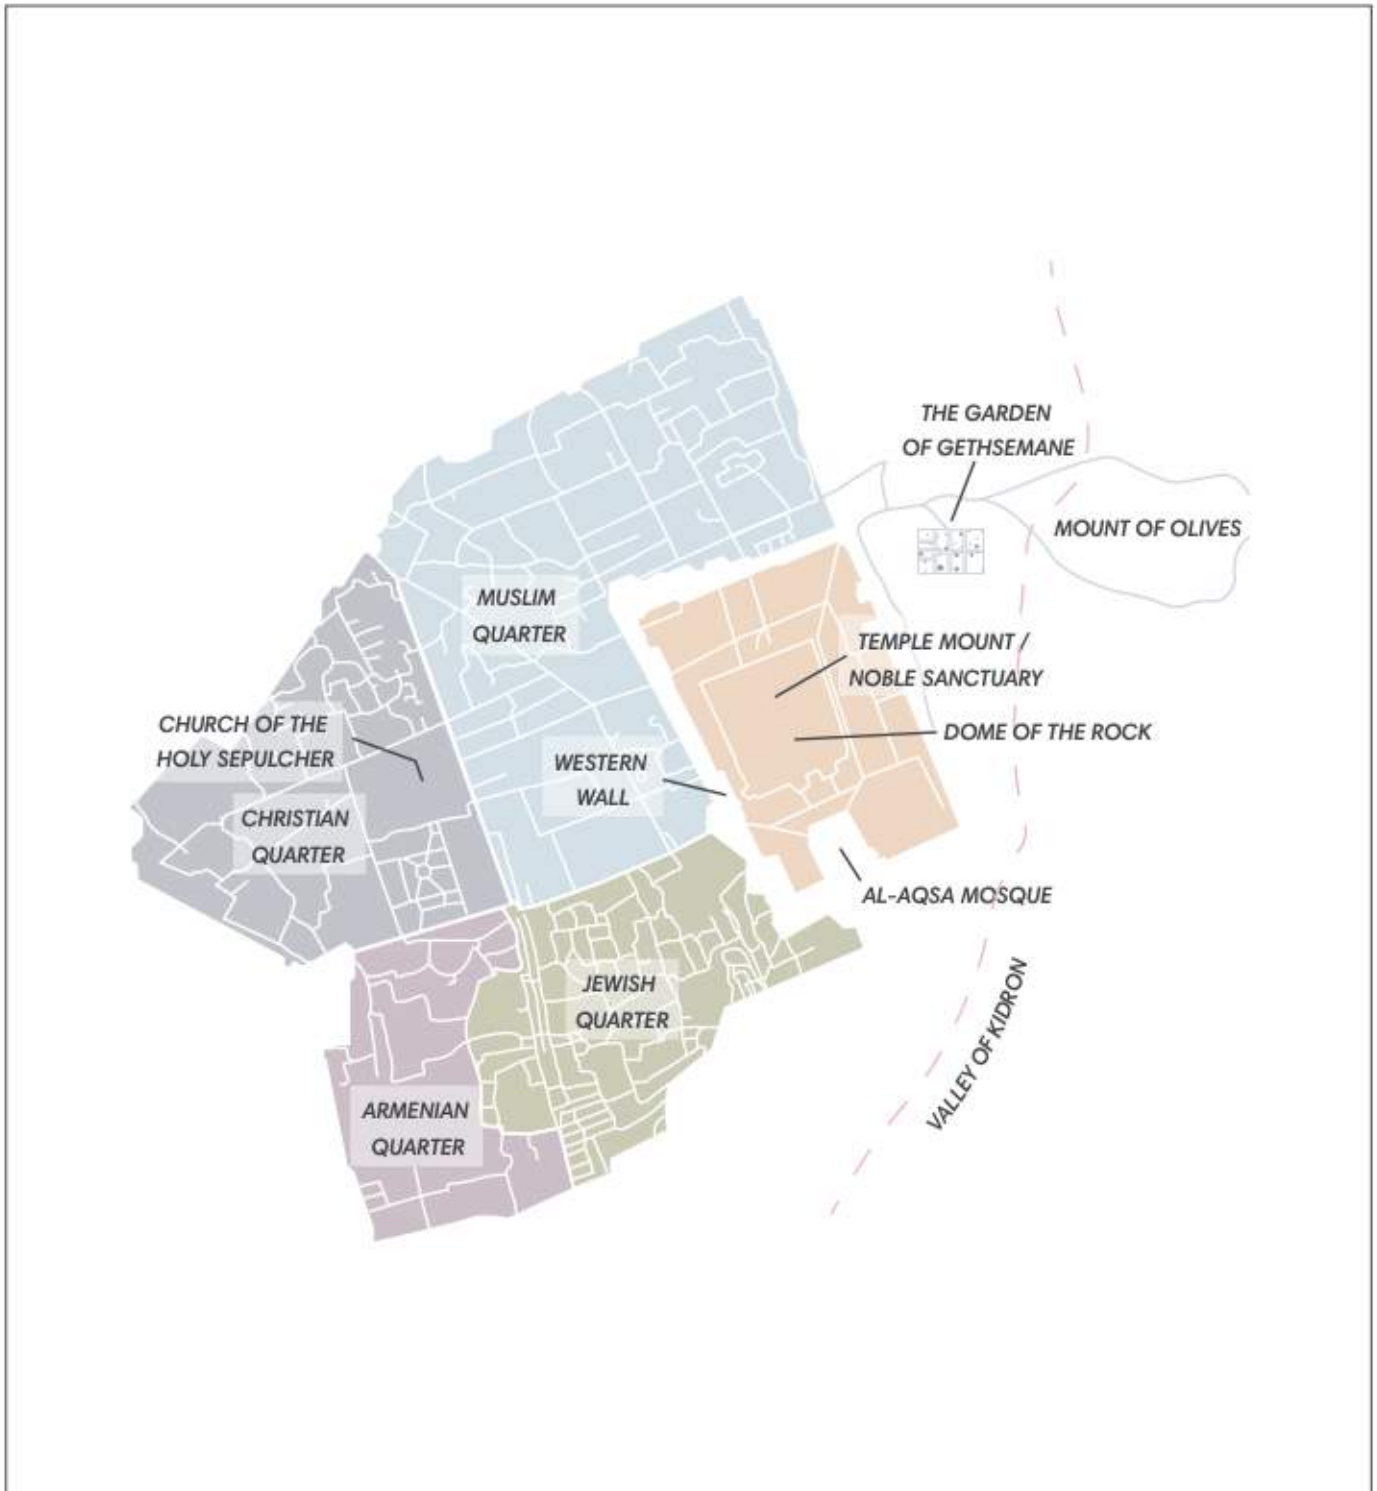 THE GARDEN
OF GETHSEMANE
MOUNT OF OLIVES
MUSLIM
QUARTER
TEMPLE MOUNT /
NOBLE SANCTUARY
CHURCH OF THE
HOLY SEPULCHER
DOME OF THE ROCK
WESTERN
WALL
CHRISTIAN
QUARTER
AL-AQSA MOSQUE
JEWISH
QUARTER
VALLEY OF KIDRON
ARMENIAN
QUARTER